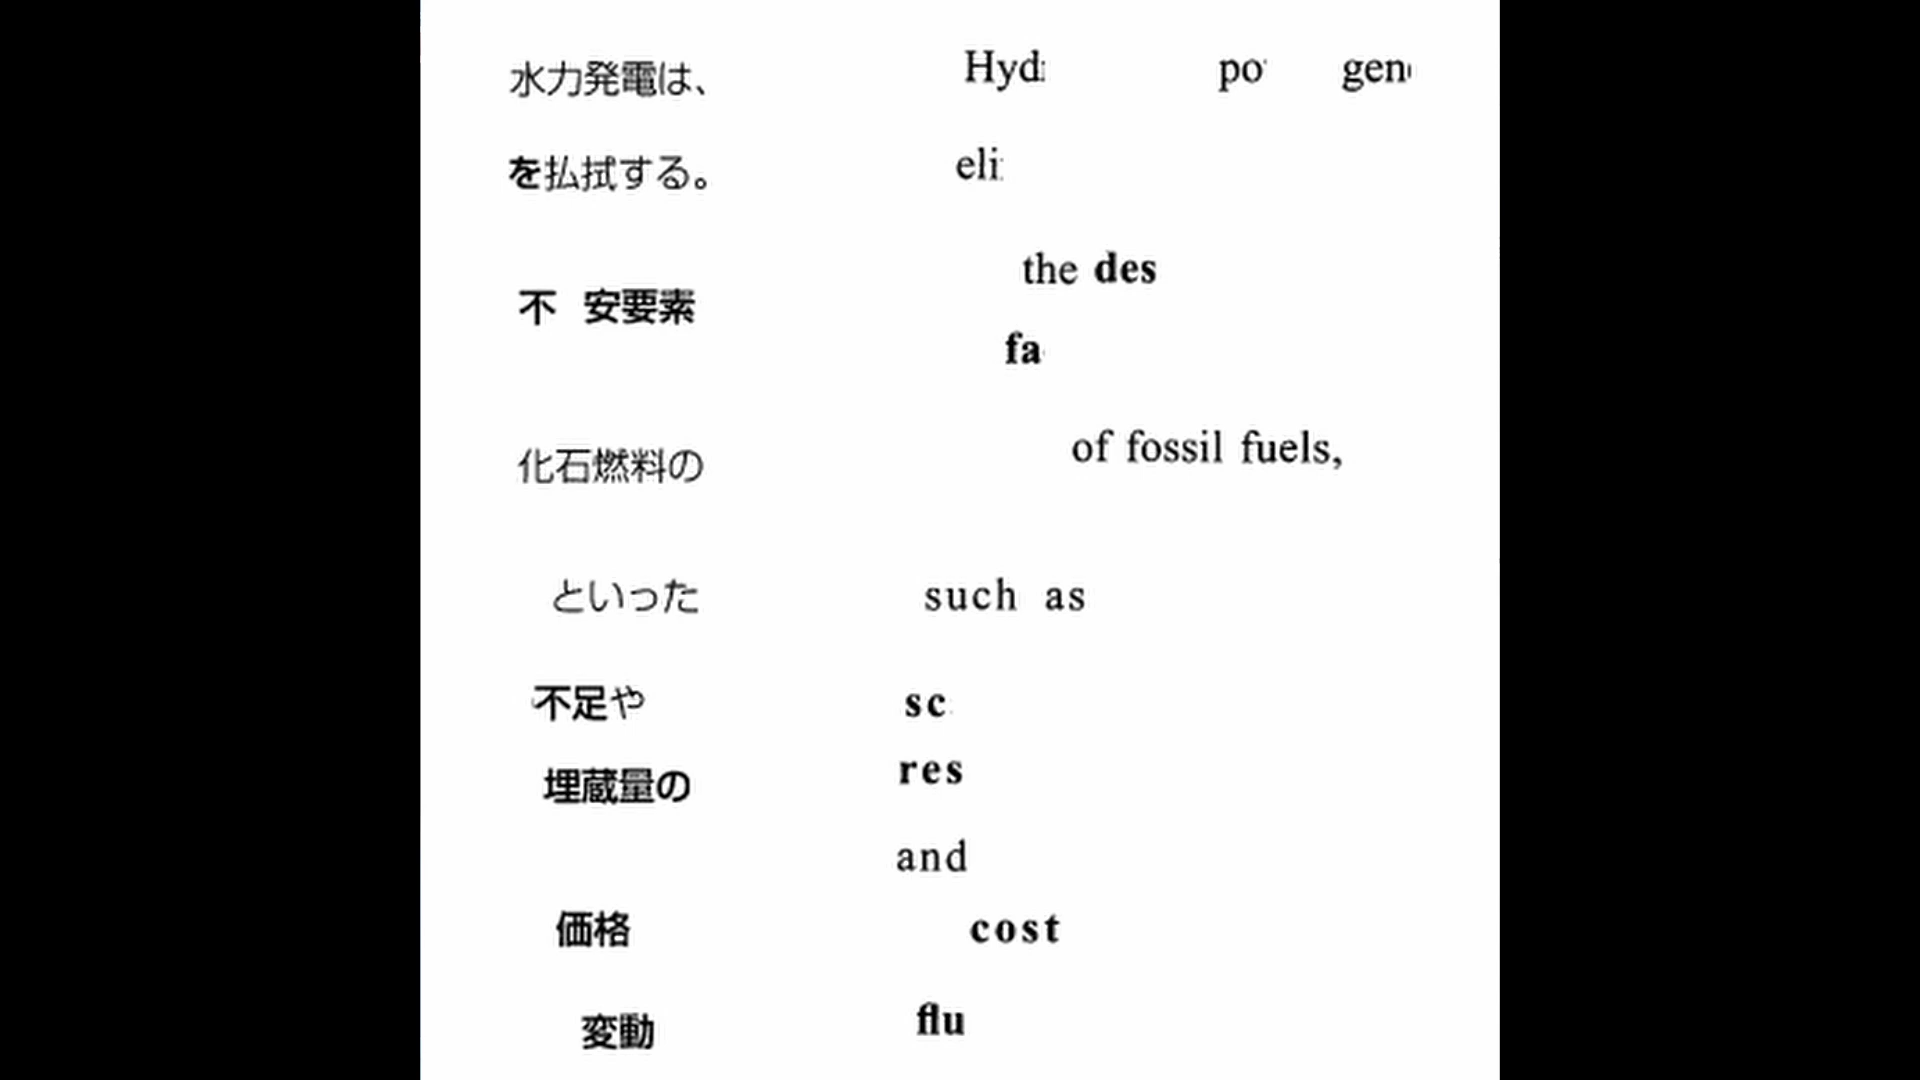 水力発電は、 Hyd po gen
を払拭する。 eli
the des
不 安要素
fa
化石燃料の of fossil fuels,
といった such as
不足や sc
埋蔵量の res
and
価格 cost
変動 flu